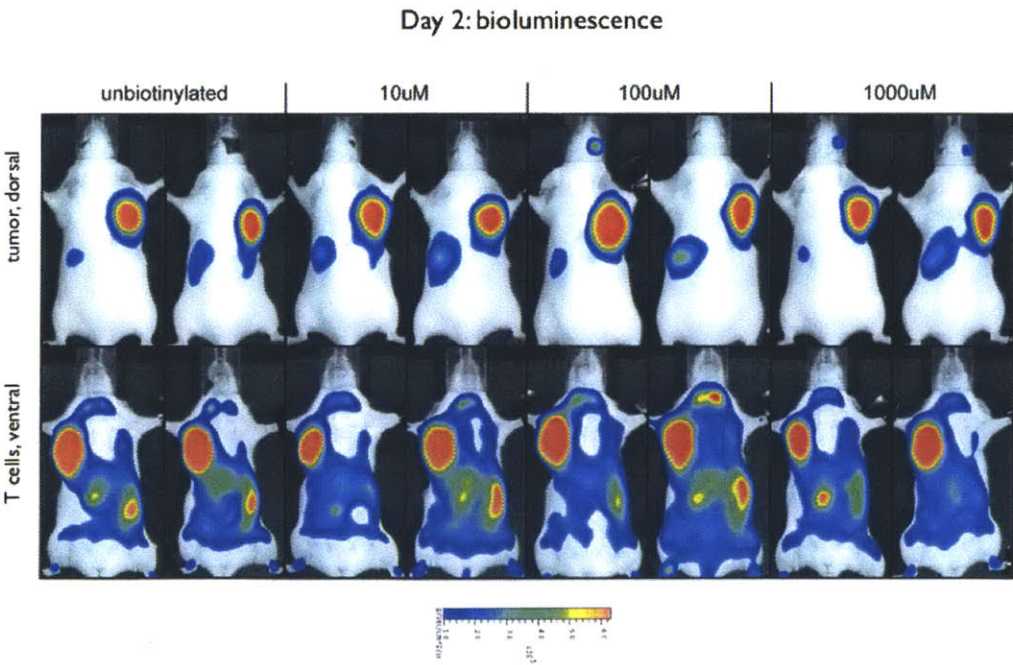 Day 2: bioluminescence
unbiotinylated 10uM 100uM 1000uM
tumor, dorsal
T cells, ventral